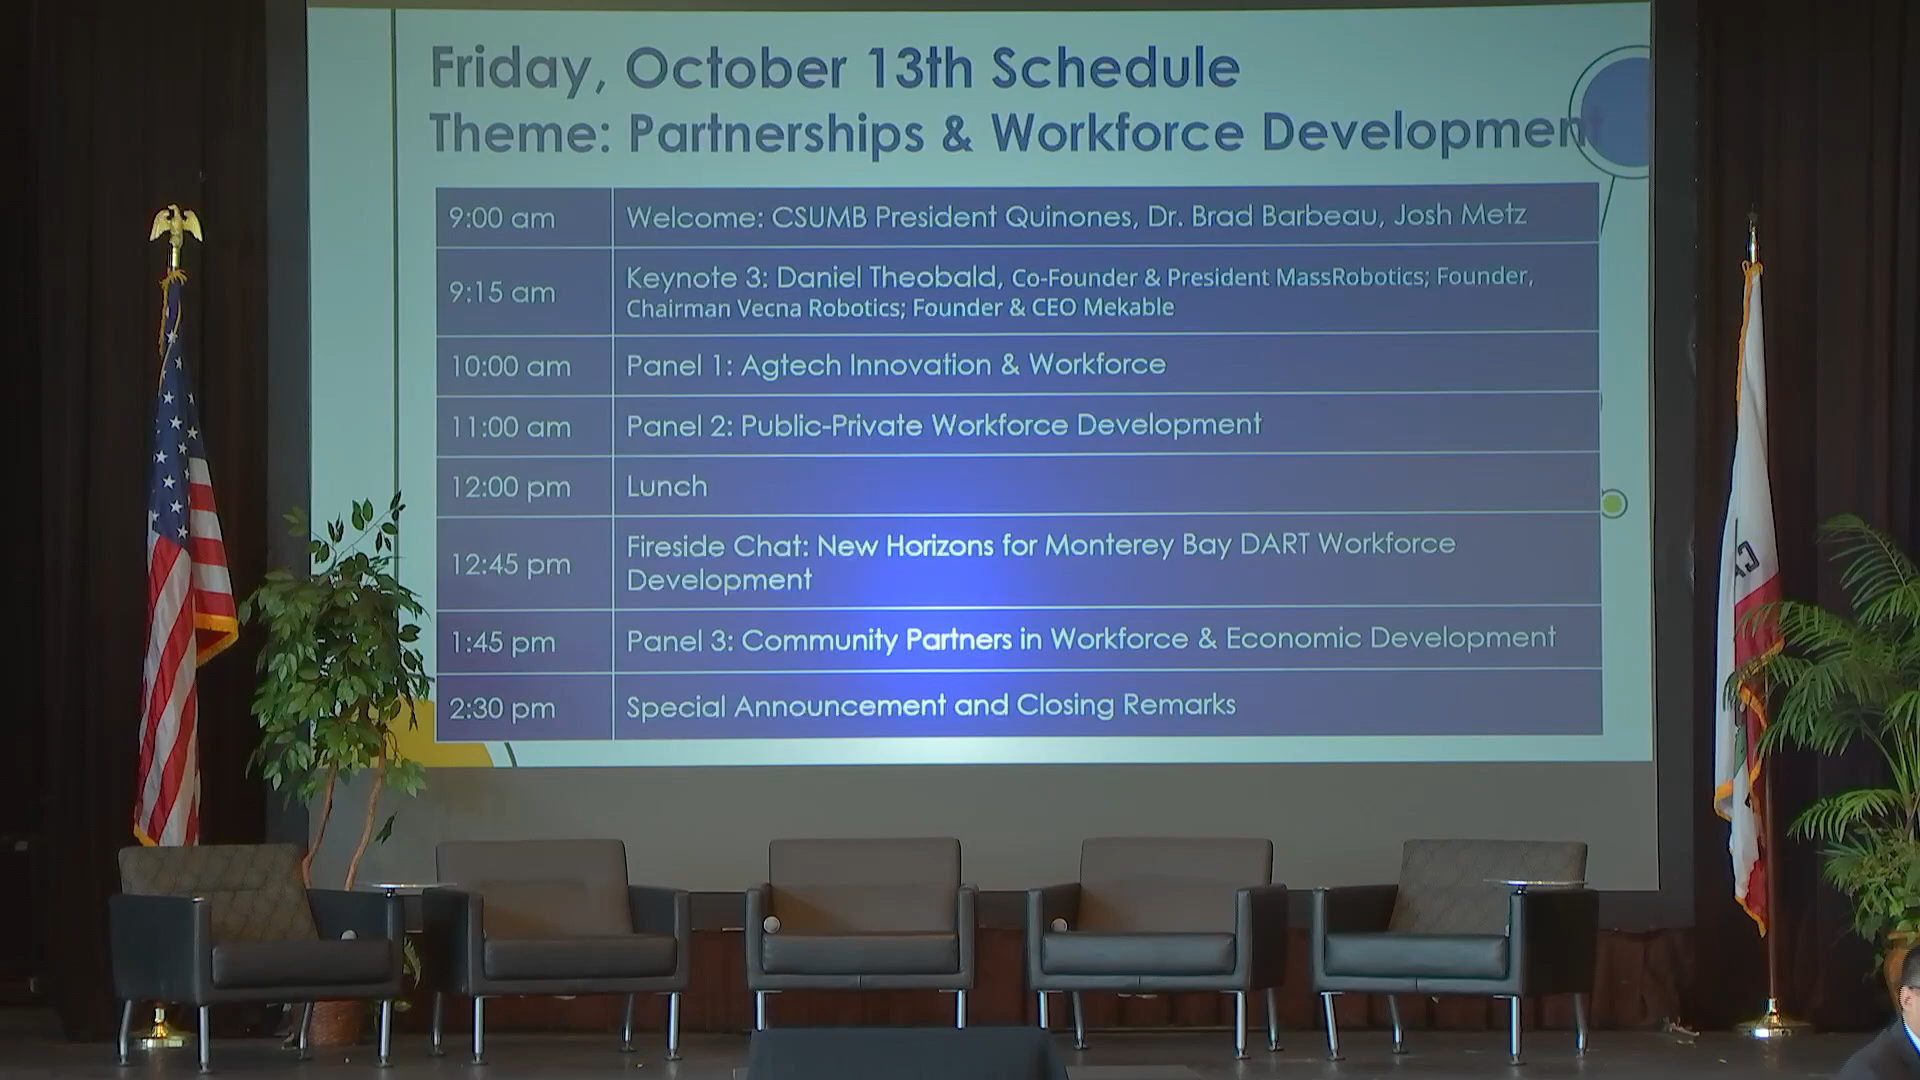 Friday, October 13th Schedule
Theme: Partnerships & Workforce Development
9:00 am Welcome: CSUMB President Quinones, Dr. Brad Barbeau, Josh Metz
9:15 am Keynote 3: Daniel Theobald, Co-Founder & President MassRobotics; Founder,
Chairman Vecna Robotics; Founder & CEO Mekable
10:00 am Panel 1: Agtech Innovation & Workforce
11:00 am Panel 2: Public-Private Workforce Development
12:00 pm Lunch
12:45 pm Fireside Chat: New Horizons for Monterey Bay DART Workforce
Development
1:45 pm Panel 3: Community Partners in Workforce & Economic Development
2:30 pm Special Announcement and Closing Remarks